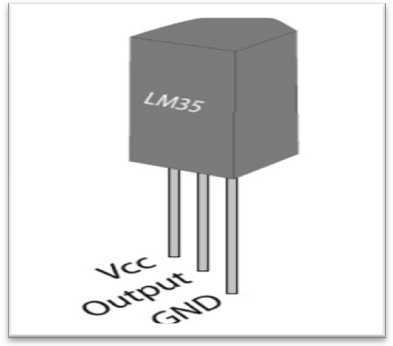 LM35
Vcc
Output
GND